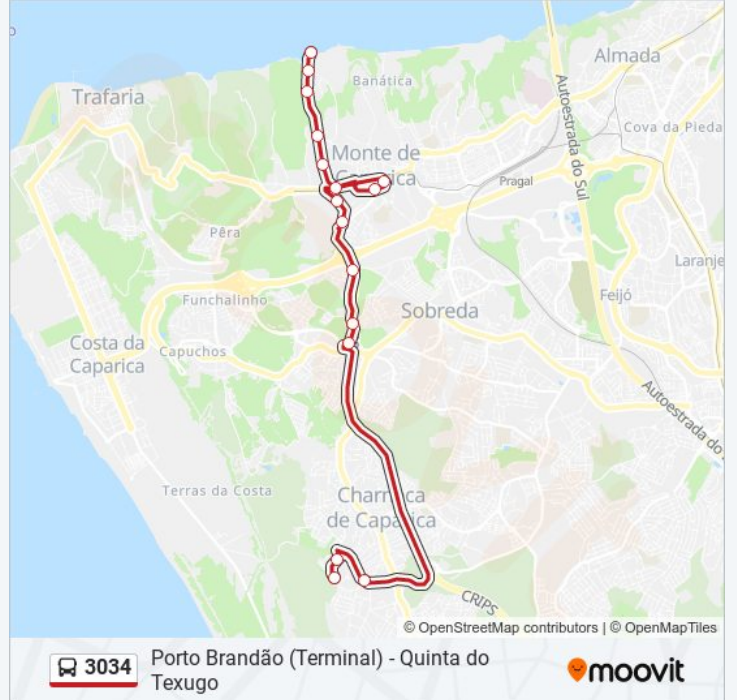 Almada
Banática
Trafaria
Autoestrada do Sul
Cova da Pieda
Monte de
Caparica
Pragal
Pêra
Laranje
Funchalinho
Feijó
Sobreda
Costa da
Caparica
Capuchos
Autoestrada do
Terras da Costa
Charneca
de Caparica
CRIPS
© OpenStreetMap contributors | © OpenMapTiles
3034
Porto Brandão (Terminal) - Quinta do
Texugo
moovit